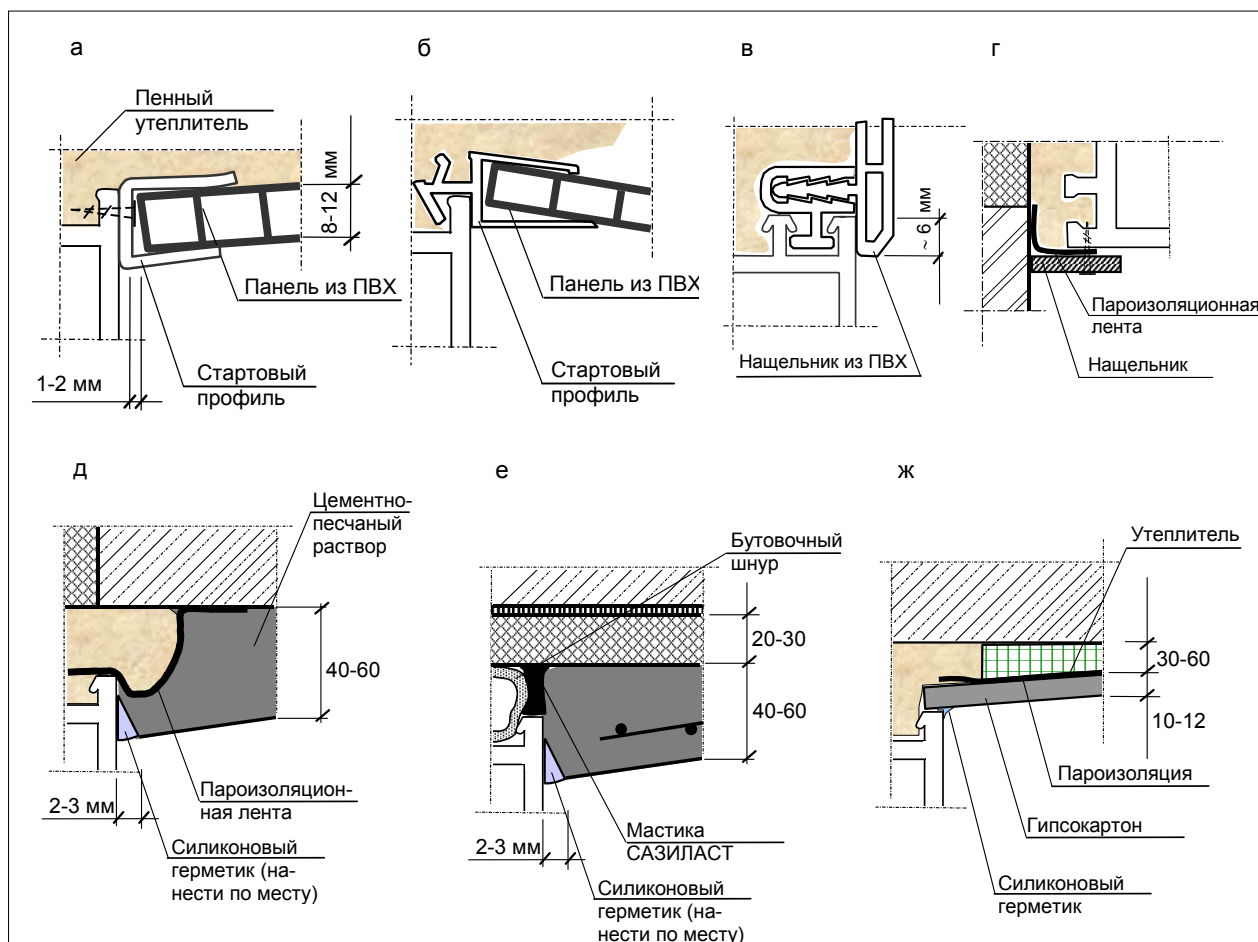 а
Пенный
утеплитель
8-12 мм
Панель из ПВХ
Стартовый
профиль
1-2 мм
б
Панель из ПВХ
Стартовый
профиль
в
~ 6 мм
Нащельник из ПВХ
г
Пароизоляционная
лента
Нащельник
д
Цементно-
песчаный
раствор
40-60
Пароизоляцион-
ная лента
2-3 мм
Силиконовый
герметик (на-
нести по месту)
е
Бутовочный
шнур
20-30
40-60
Мастика
САЗИЛАСТ
2-3 мм
Силиконовый
герметик (на-
нести по месту)
ж
Утеплитель
30-60
10-12
Пароизоляция
Гипсокартон
Силиконовый
герметик